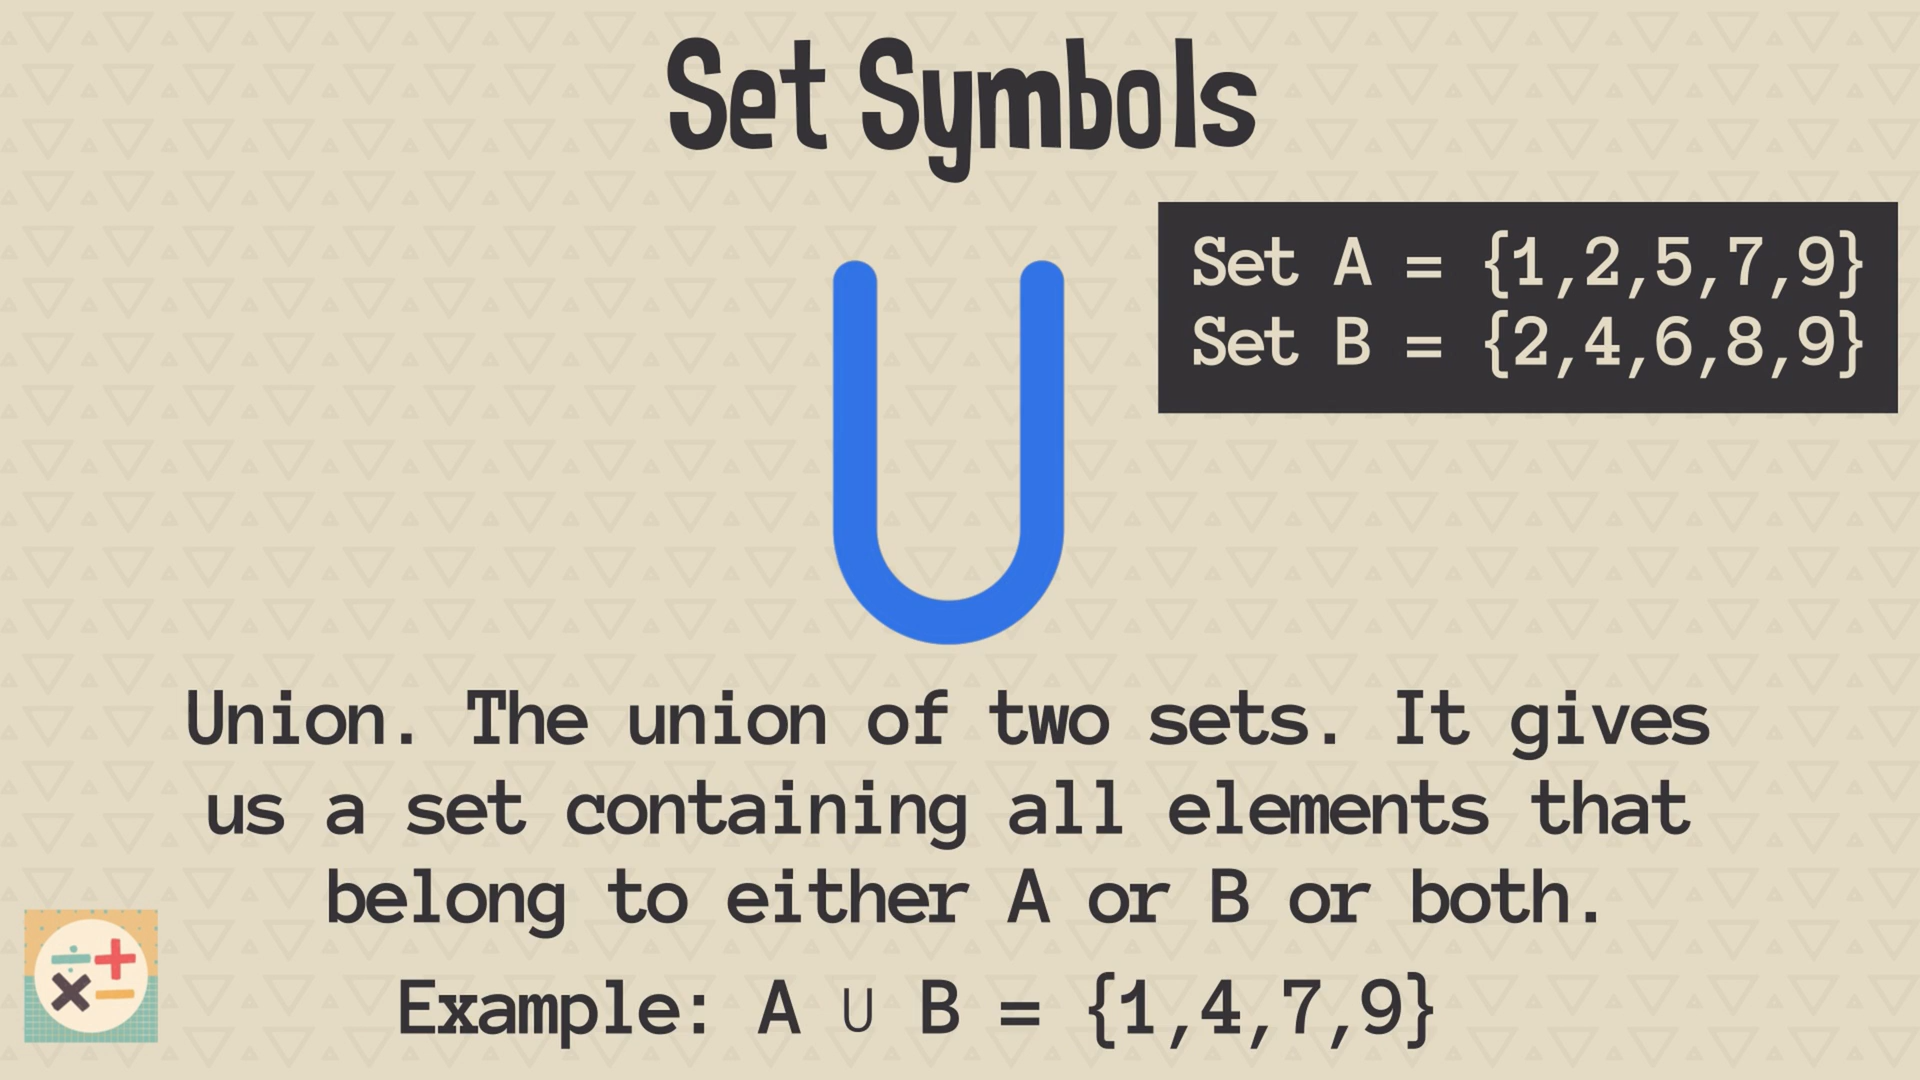 Set Symbols
Set A = {1,2,5,7,9}
Set B = {2,4,6,8,9}
∪
Union. The union of two sets. It gives
us a set containing all elements that
belong to either A or B or both.
Example: A ∪ B = {1,4,7,9}